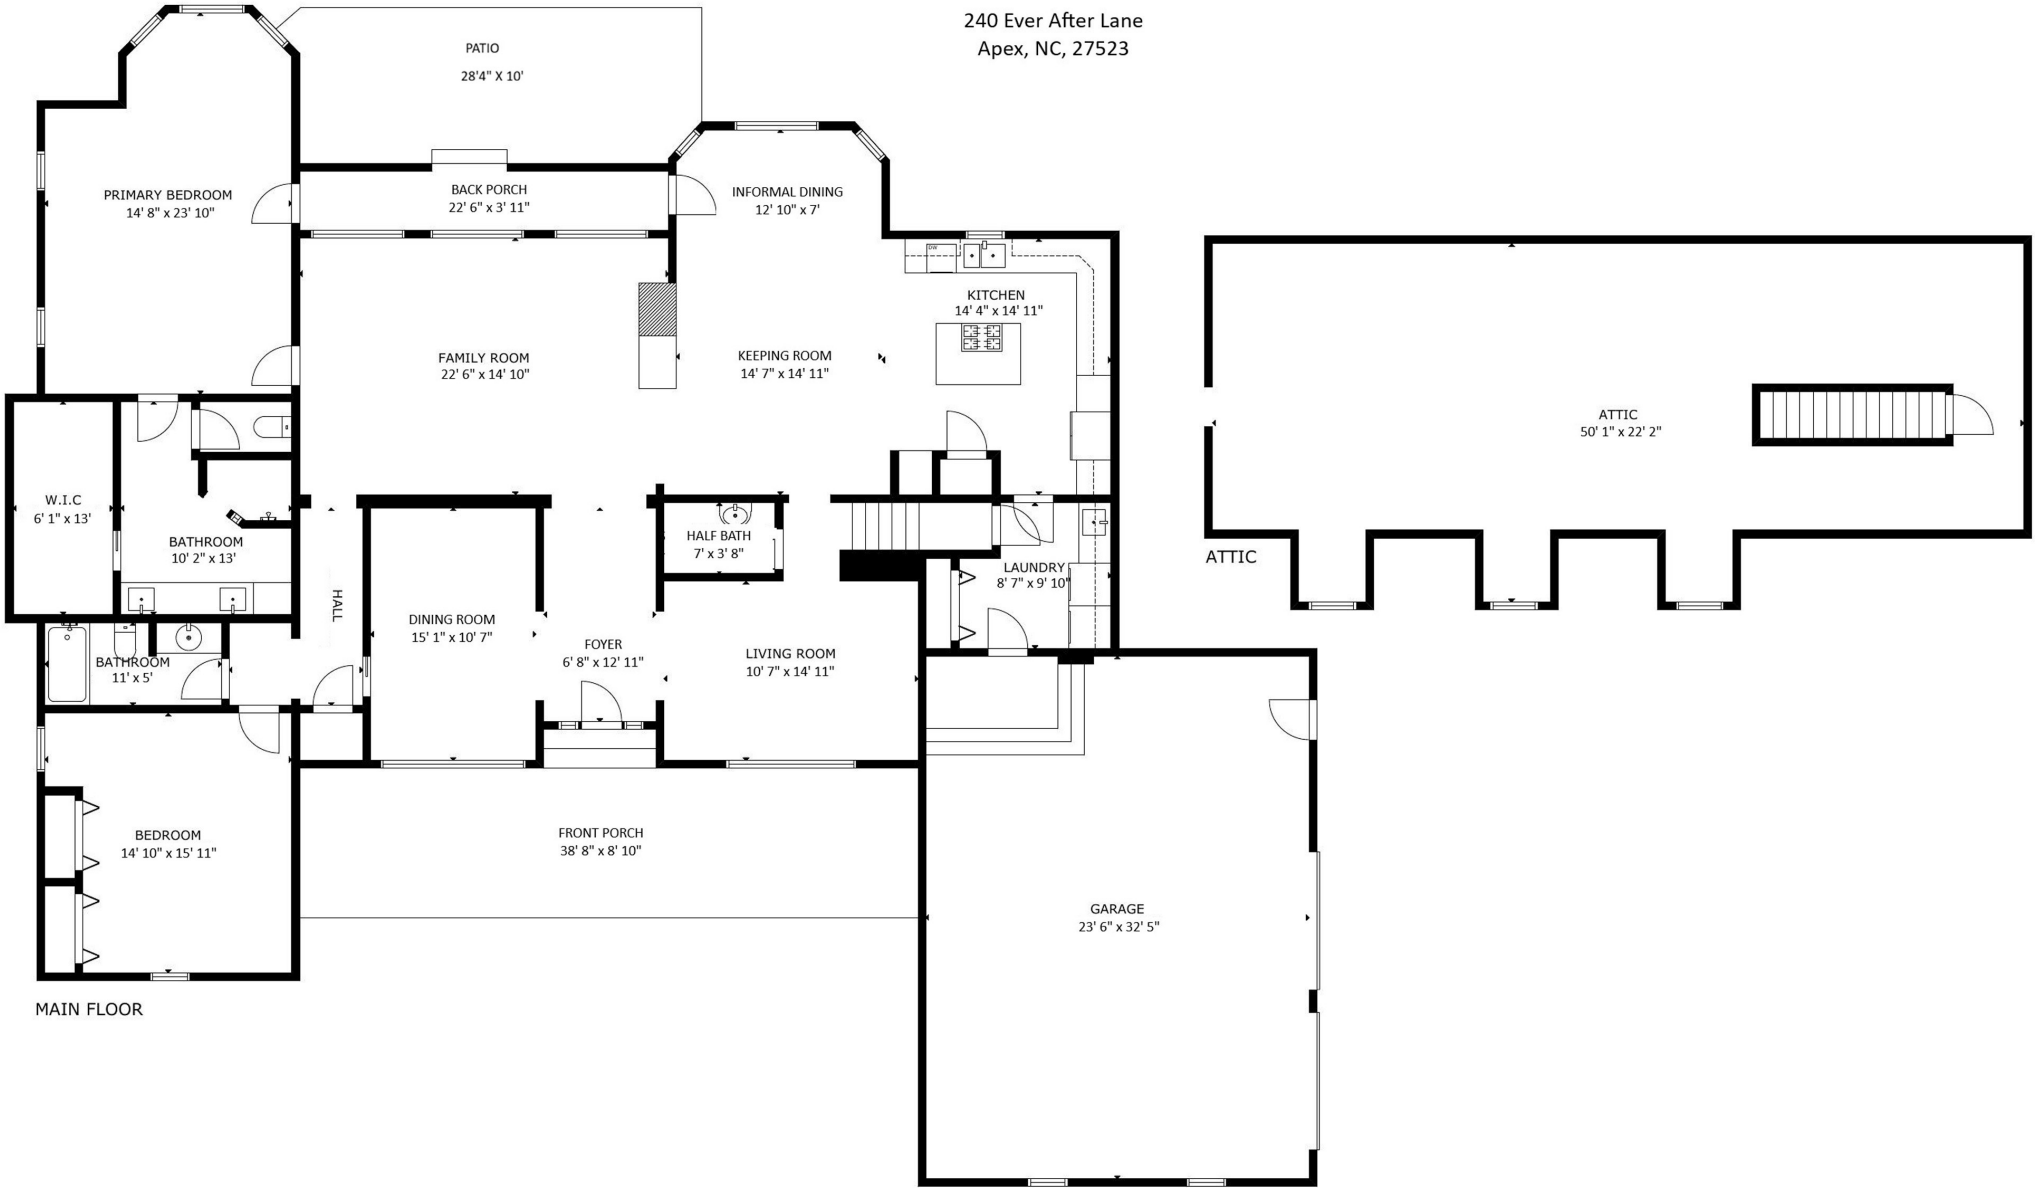 240 Ever After Lane
Apex, NC, 27523
PATIO
28'4" X 10'
PRIMARY BEDROOM
14' 8" x 23' 10"
BACK PORCH
22' 6" x 3' 11"
INFORMAL DINING
12' 10" x 7'
DW
KITCHEN
14' 4" x 14' 11"
FAMILY ROOM
22' 6" x 14' 10"
KEEPING ROOM
14' 7" x 14' 11"
ATTIC
50' 1" x 22' 2"
W.I.C
6' 1" x 13'
BATHROOM
10' 2" x 13'
HALF BATH
7' x 3' 8"
LAUNDRY
8' 7" x 9' 10"
ATTIC
HALL
DINING ROOM
15' 1" x 10' 7"
FOYER
6' 8" x 12' 11"
LIVING ROOM
10' 7" x 14' 11"
BATHROOM
11' x 5'
BEDROOM
14' 10" x 15' 11"
FRONT PORCH
38' 8" x 8' 10"
GARAGE
23' 6" x 32' 5"
MAIN FLOOR